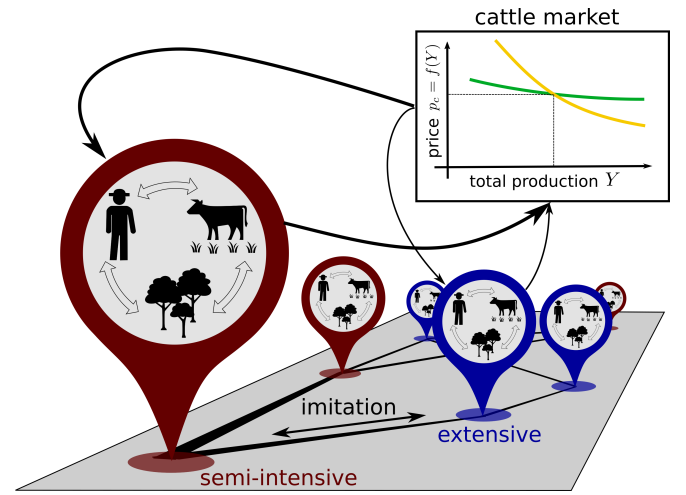 cattle market
price p_c = f(Y)
total production Y
imitation
extensive
semi-intensive